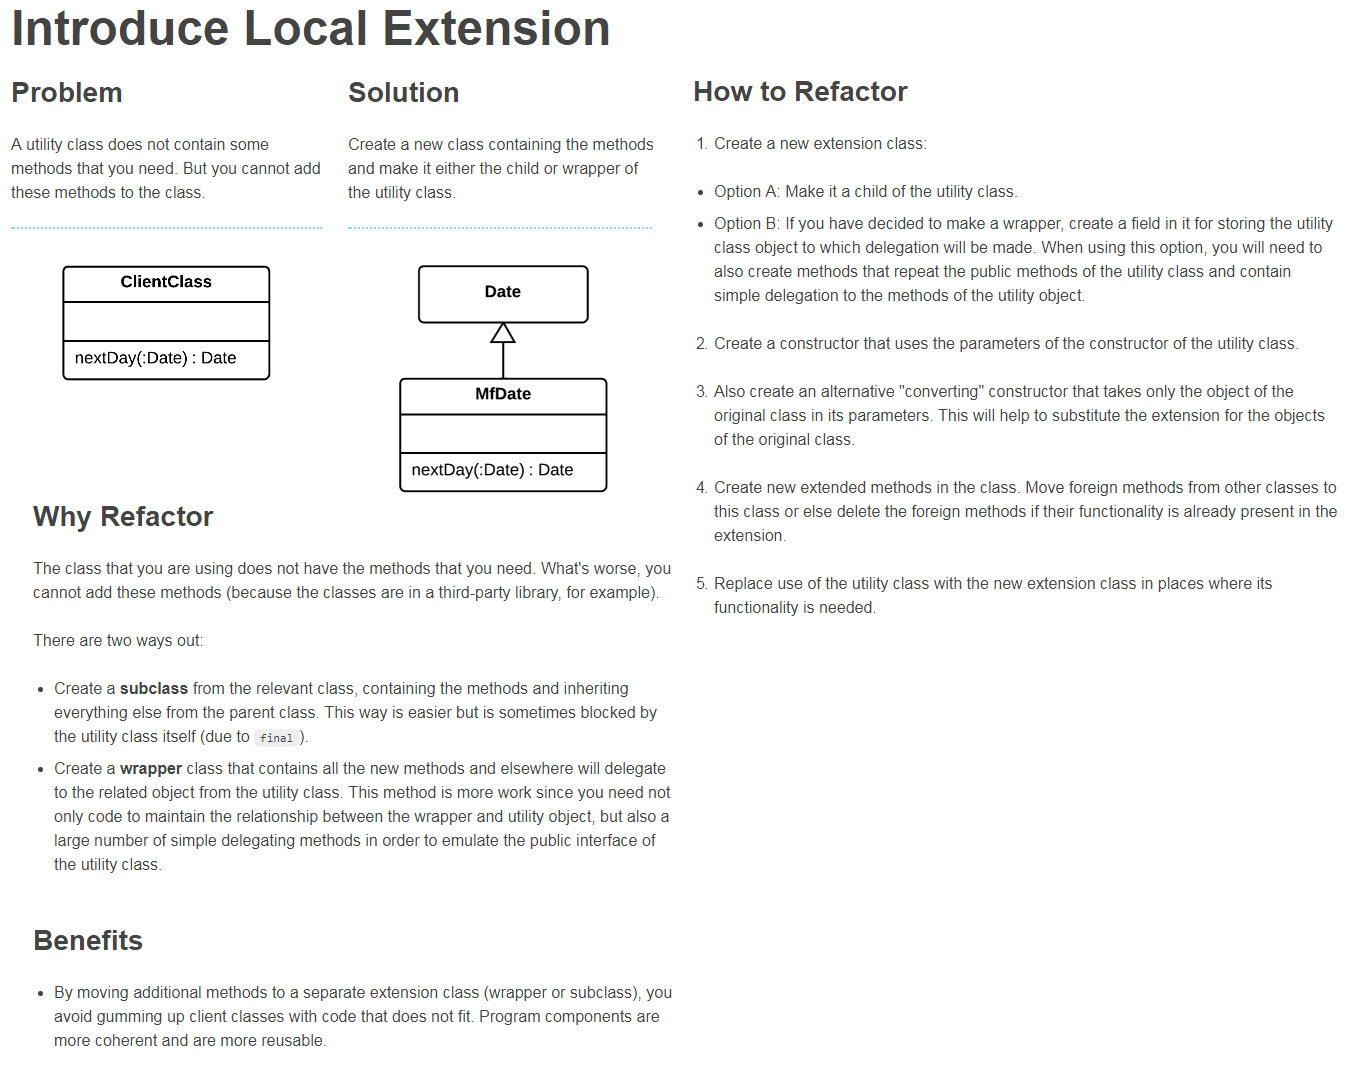 Introduce Local Extension
Problem
A utility class does not contain some
methods that you need. But you cannot add
these methods to the class.
ClientClass
nextDay(:Date) : Date
Solution
Create a new class containing the methods
and make it either the child or wrapper of
the utility class.
Date
MfDate
nextDay(:Date) : Date
Why Refactor
The class that you are using does not have the methods that you need. What's worse, you
cannot add these methods (because the classes are in a third-party library, for example).
There are two ways out:
• Create a subclass from the relevant class, containing the methods and inheriting
everything else from the parent class. This way is easier but is sometimes blocked by
the utility class itself (due to final ).
• Create a wrapper class that contains all the new methods and elsewhere will delegate
to the related object from the utility class. This method is more work since you need not
only code to maintain the relationship between the wrapper and utility object, but also a
large number of simple delegating methods in order to emulate the public interface of
the utility class.
Benefits
• By moving additional methods to a separate extension class (wrapper or subclass), you
avoid gumming up client classes with code that does not fit. Program components are
more coherent and are more reusable.
How to Refactor
1. Create a new extension class:
• Option A: Make it a child of the utility class.
• Option B: If you have decided to make a wrapper, create a field in it for storing the utility
class object to which delegation will be made. When using this option, you will need to
also create methods that repeat the public methods of the utility class and contain
simple delegation to the methods of the utility object.
2. Create a constructor that uses the parameters of the constructor of the utility class.
3. Also create an alternative "converting" constructor that takes only the object of the
original class in its parameters. This will help to substitute the extension for the objects
of the original class.
4. Create new extended methods in the class. Move foreign methods from other classes to
this class or else delete the foreign methods if their functionality is already present in the
extension.
5. Replace use of the utility class with the new extension class in places where its
functionality is needed.